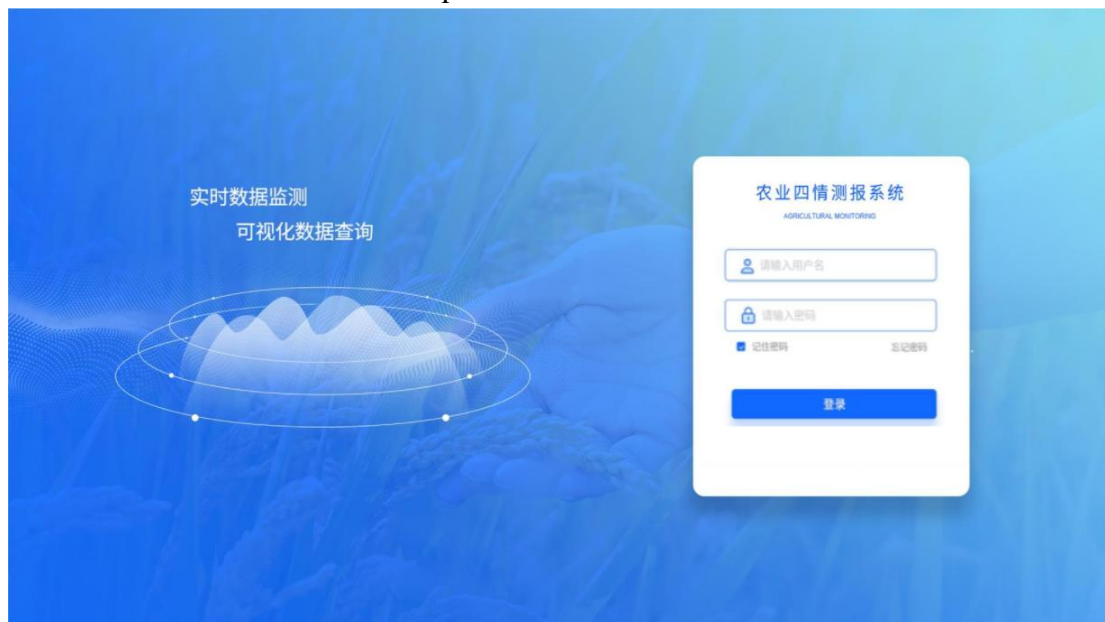 实时数据监测
可视化数据查询
农业四情测报系统
AGRICULTURAL MONITORING
请输入用户名
请输入密码
记住密码 忘记密码
登录